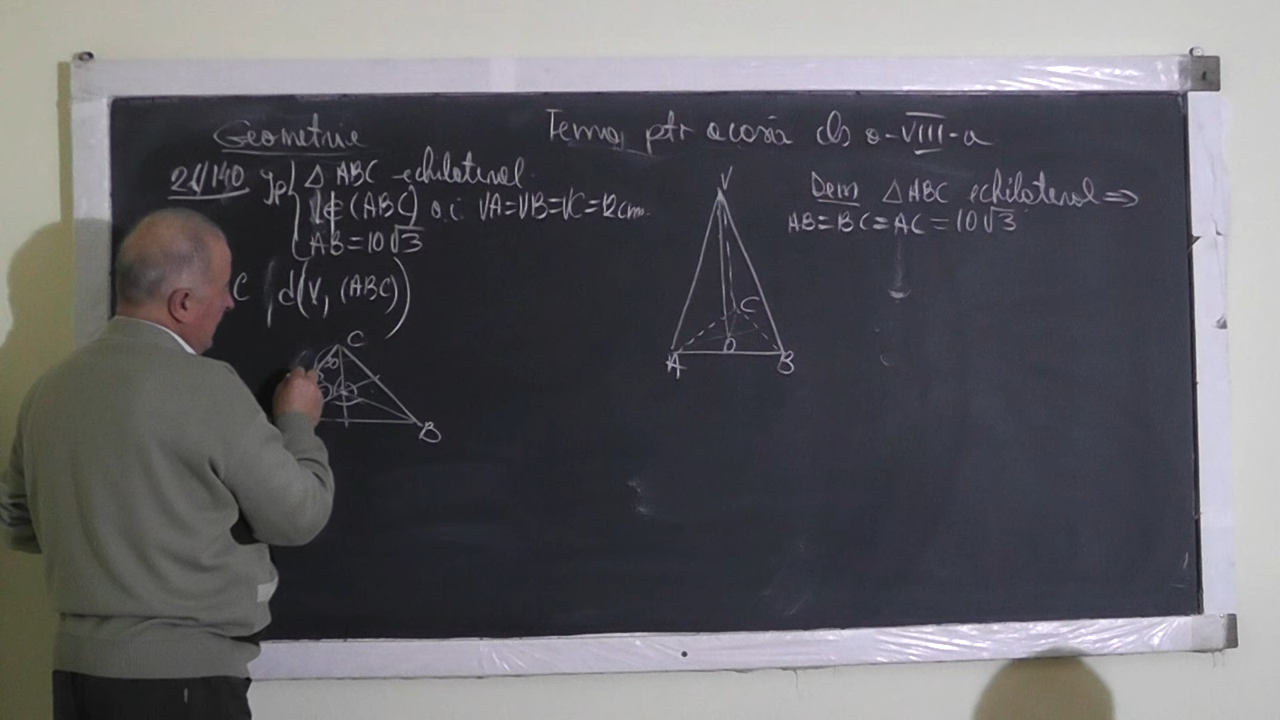 Geometrie
Tema ptr acasă cls a-VIII-a
21/140 Ip Δ ABC echilateral.
V∉(ABC) a.î. VA=VB=VC=12cm.
AB=10√3
C d(V, (ABC))
C
B
V
C
A O B
Dem ΔABC echilateral ⇒
AB=BC=AC=10√3